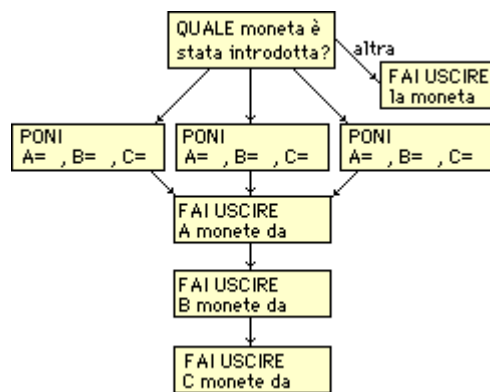 QUALE moneta è
stata introdotta?
altra
FAI USCIRE
la moneta
PONI
A= , B= , C=
PONI
A= , B= , C=
PONI
A= , B= , C=
FAI USCIRE
A monete da
FAI USCIRE
B monete da
FAI USCIRE
C monete da